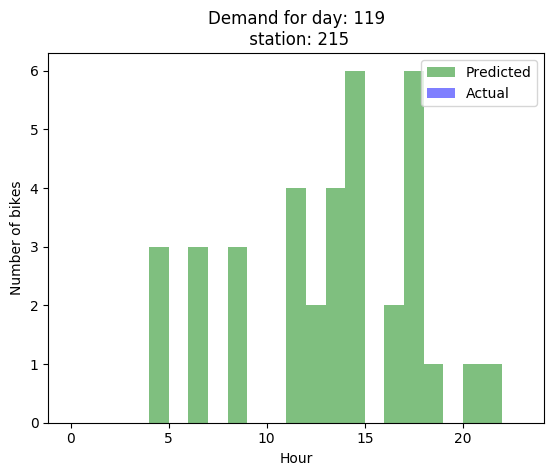 Demand for day: 119
station: 215
Predicted
Actual
Number of bikes
6
5
4
3
2
1
0
0 5 10 15 20
Hour